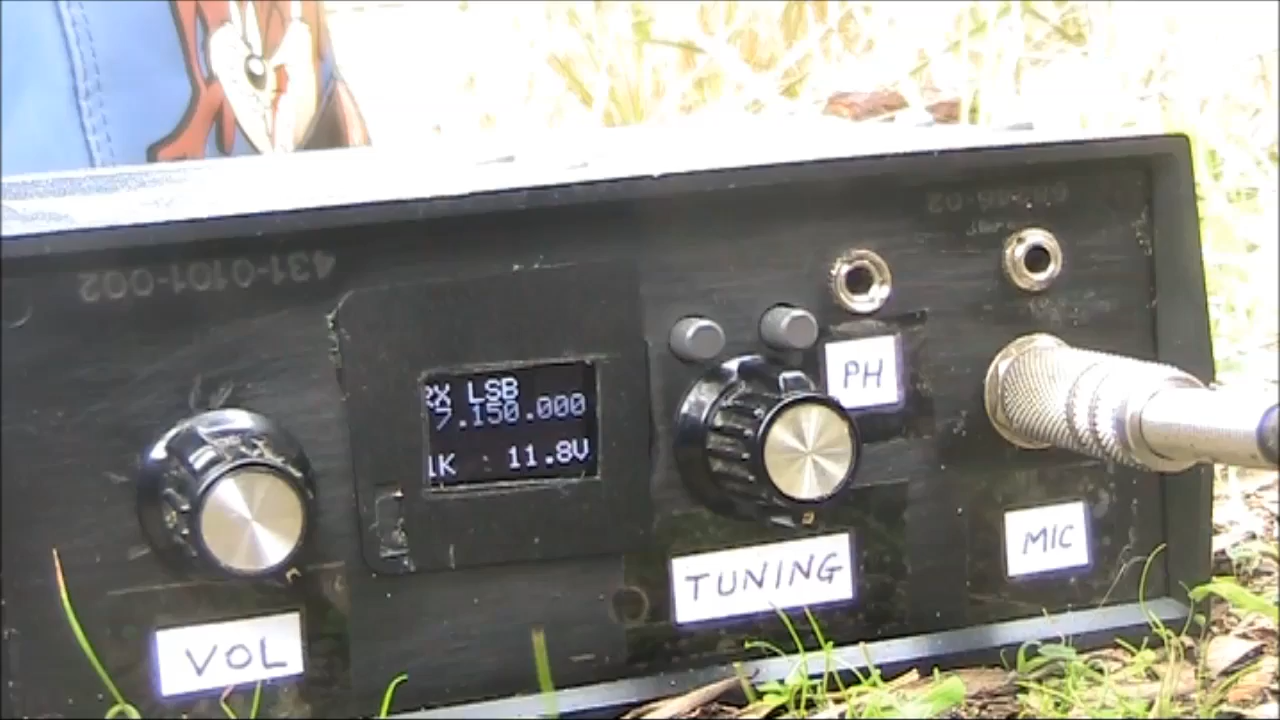 431-0101-002
RX LSB
7.150.000
1K 11.8V
PH
MIC
TUNING
VOL